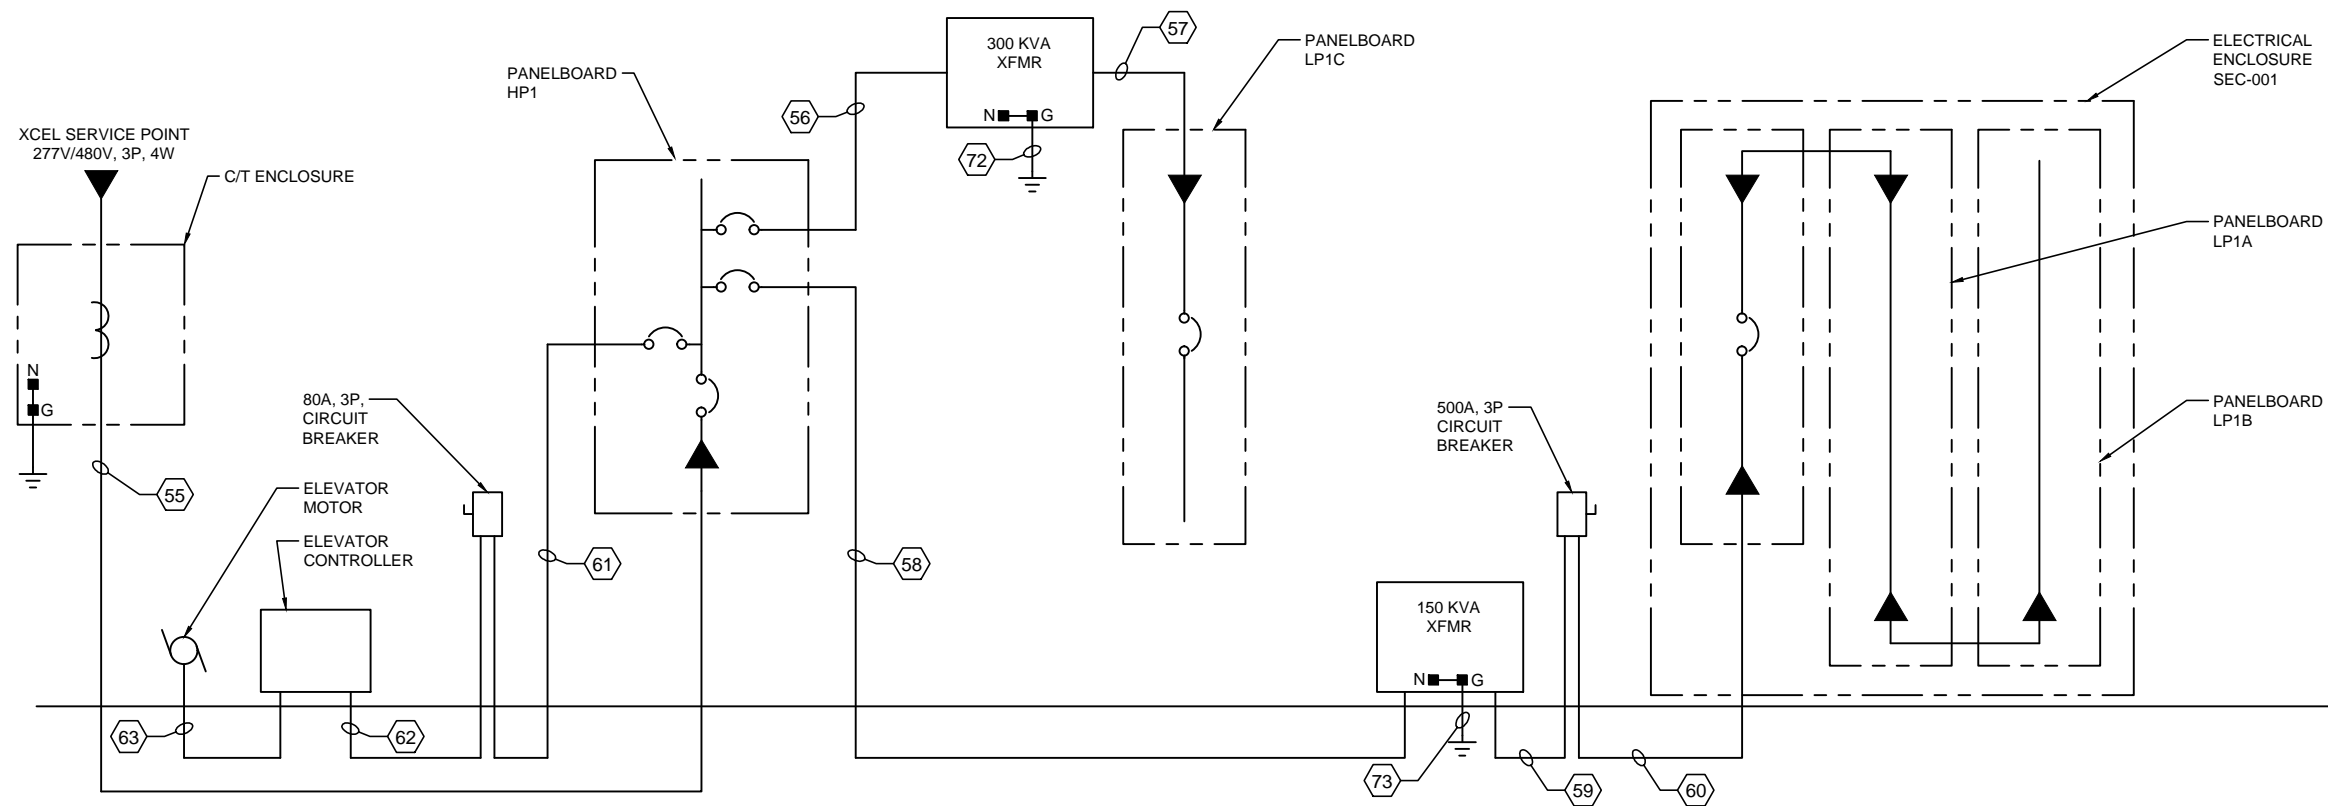 57
300 KVA
XFMR
N
G
PANELBOARD
LP1C
ELECTRICAL
ENCLOSURE
SEC-001
PANELBOARD
HP1
56
72
XCEL SERVICE POINT
277V/480V, 3P, 4W
C/T ENCLOSURE
PANELBOARD
LP1A
N
G
80A, 3P,
CIRCUIT
BREAKER
500A, 3P
CIRCUIT
BREAKER
PANELBOARD
LP1B
55
ELEVATOR
MOTOR
ELEVATOR
CONTROLLER
61
58
150 KVA
XFMR
N
G
63
62
73
59
60